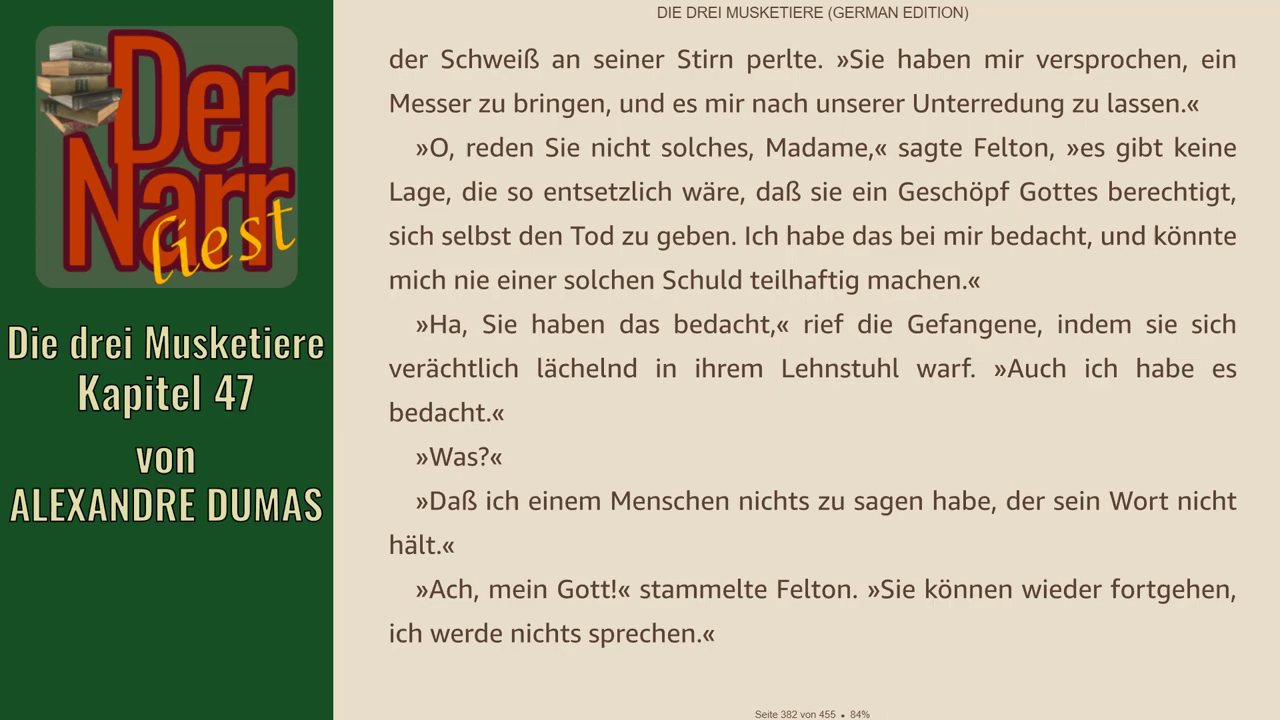 Der
Narr
liest
Die drei Musketiere
Kapitel 47
von
ALEXANDRE DUMAS
DIE DREI MUSKETIERE (GERMAN EDITION)
der Schweiß an seiner Stirn perlte. »Sie haben mir versprochen, ein
Messer zu bringen, und es mir nach unserer Unterredung zu lassen.«
»O, reden Sie nicht solches, Madame,« sagte Felton, »es gibt keine
Lage, die so entsetzlich wäre, daß sie ein Geschöpf Gottes berechtigt,
sich selbst den Tod zu geben. Ich habe das bei mir bedacht, und könnte
mich nie einer solchen Schuld teilhaftig machen.«
»Ha, Sie haben das bedacht,« rief die Gefangene, indem sie sich
verächtlich lächelnd in ihrem Lehnstuhl warf. »Auch ich habe es
bedacht.«
»Was?«
»Daß ich einem Menschen nichts zu sagen habe, der sein Wort nicht
hält.«
»Ach, mein Gott!« stammelte Felton. »Sie können wieder fortgehen,
ich werde nichts sprechen.«
Seite 382 von 455 • 84%